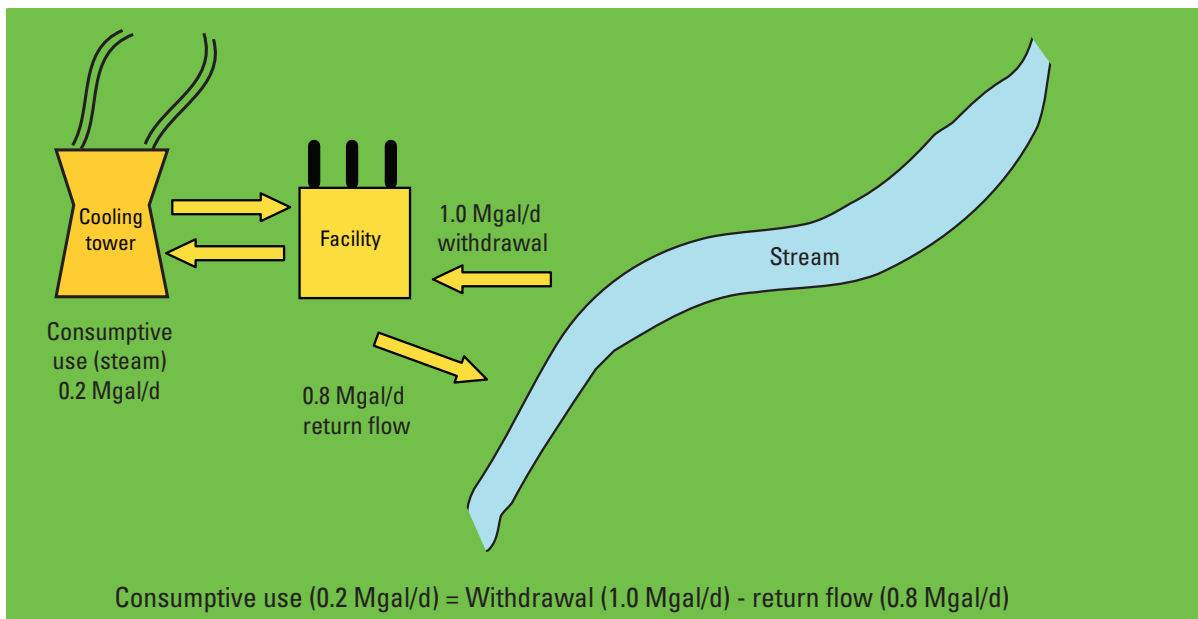 Cooling
tower
Facility
1.0 Mgal/d
withdrawal
Stream
Consumptive
use (steam)
0.2 Mgal/d
0.8 Mgal/d
return flow
Consumptive use (0.2 Mgal/d) = Withdrawal (1.0 Mgal/d) - return flow (0.8 Mgal/d)